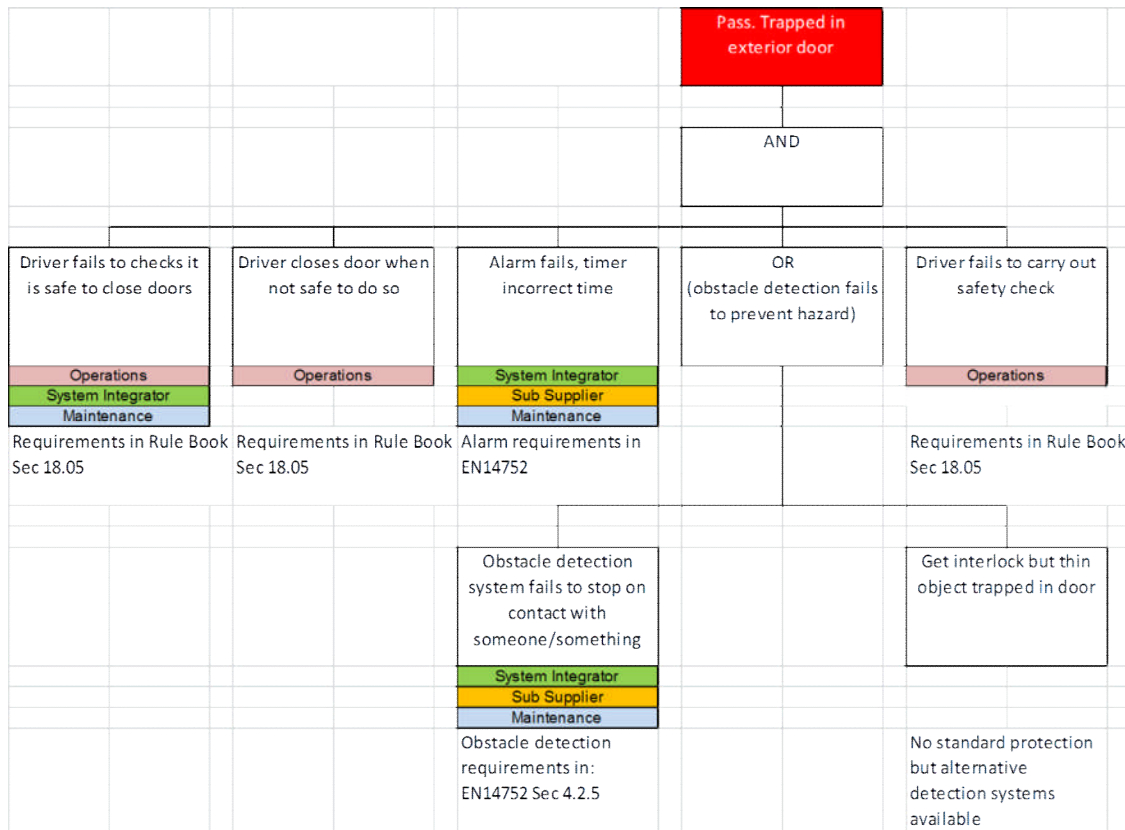 Pass. Trapped in
exterior door
AND
Driver fails to checks it
is safe to close doors
Operations
System Integrator
Maintenance
Requirements in Rule Book
Sec 18.05
Driver closes door when
not safe to do so
Operations
Requirements in Rule Book
Sec 18.05
Alarm fails, timer
incorrect time
System Integrator
Sub Supplier
Maintenance
Alarm requirements in
EN14752
OR
(obstacle detection fails
to prevent hazard)
Driver fails to carry out
safety check
Operations
Requirements in Rule Book
Sec 18.05
Obstacle detection
system fails to stop on
contact with
someone/something
System Integrator
Sub Supplier
Maintenance
Obstacle detection
requirements in:
EN14752 Sec 4.2.5
Get interlock but thin
object trapped in door
No standard protection
but alternative
detection systems
available